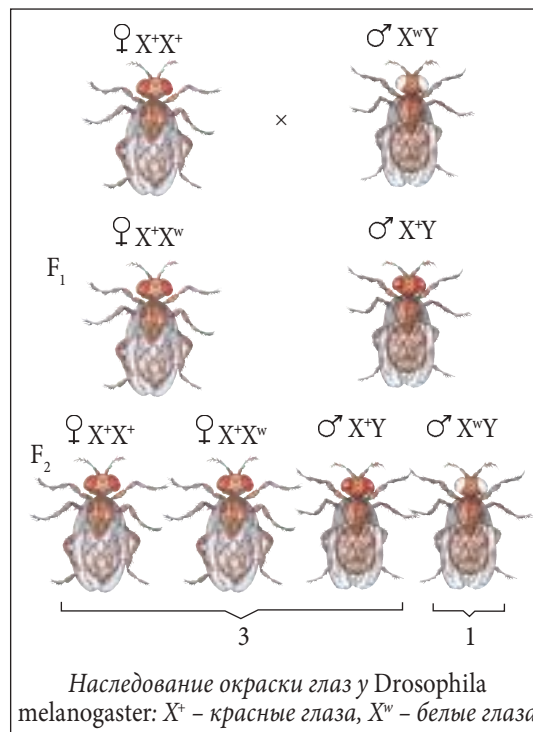 ♀ X⁺X⁺ ♂ XʷY
×
♀ X⁺Xʷ ♂ X⁺Y
F₁
♀ X⁺X⁺ ♀ X⁺Xʷ ♂ X⁺Y ♂ XʷY
F₂
3 1
Наследование окраски глаз у Drosophila
melanogaster: X⁺ – красные глаза, Xʷ – белые глаза